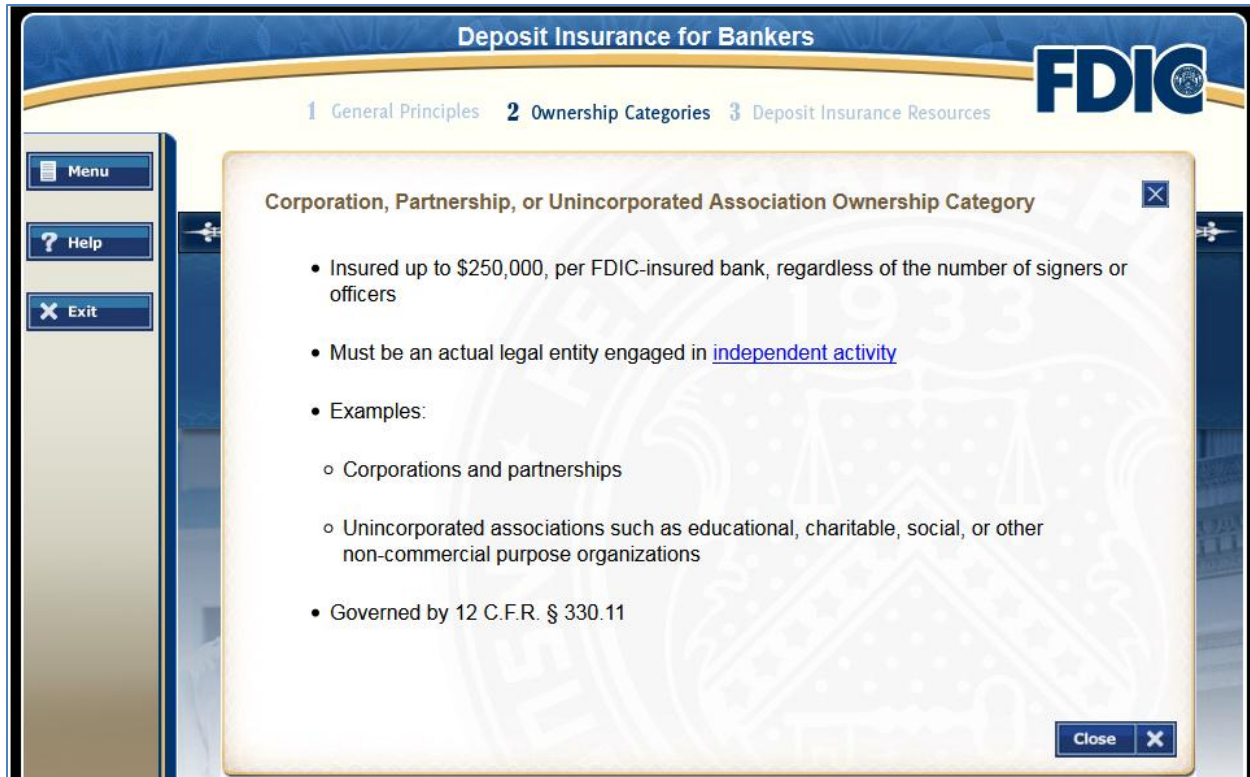 Deposit Insurance for Bankers
FDIC
1 General Principles 2 Ownership Categories 3 Deposit Insurance Resources
Menu
Help
Exit
Corporation, Partnership, or Unincorporated Association Ownership Category
• Insured up to $250,000, per FDIC-insured bank, regardless of the number of signers or
officers
• Must be an actual legal entity engaged in independent activity
• Examples:
◦ Corporations and partnerships
◦ Unincorporated associations such as educational, charitable, social, or other
non-commercial purpose organizations
• Governed by 12 C.F.R. § 330.11
1933
Close